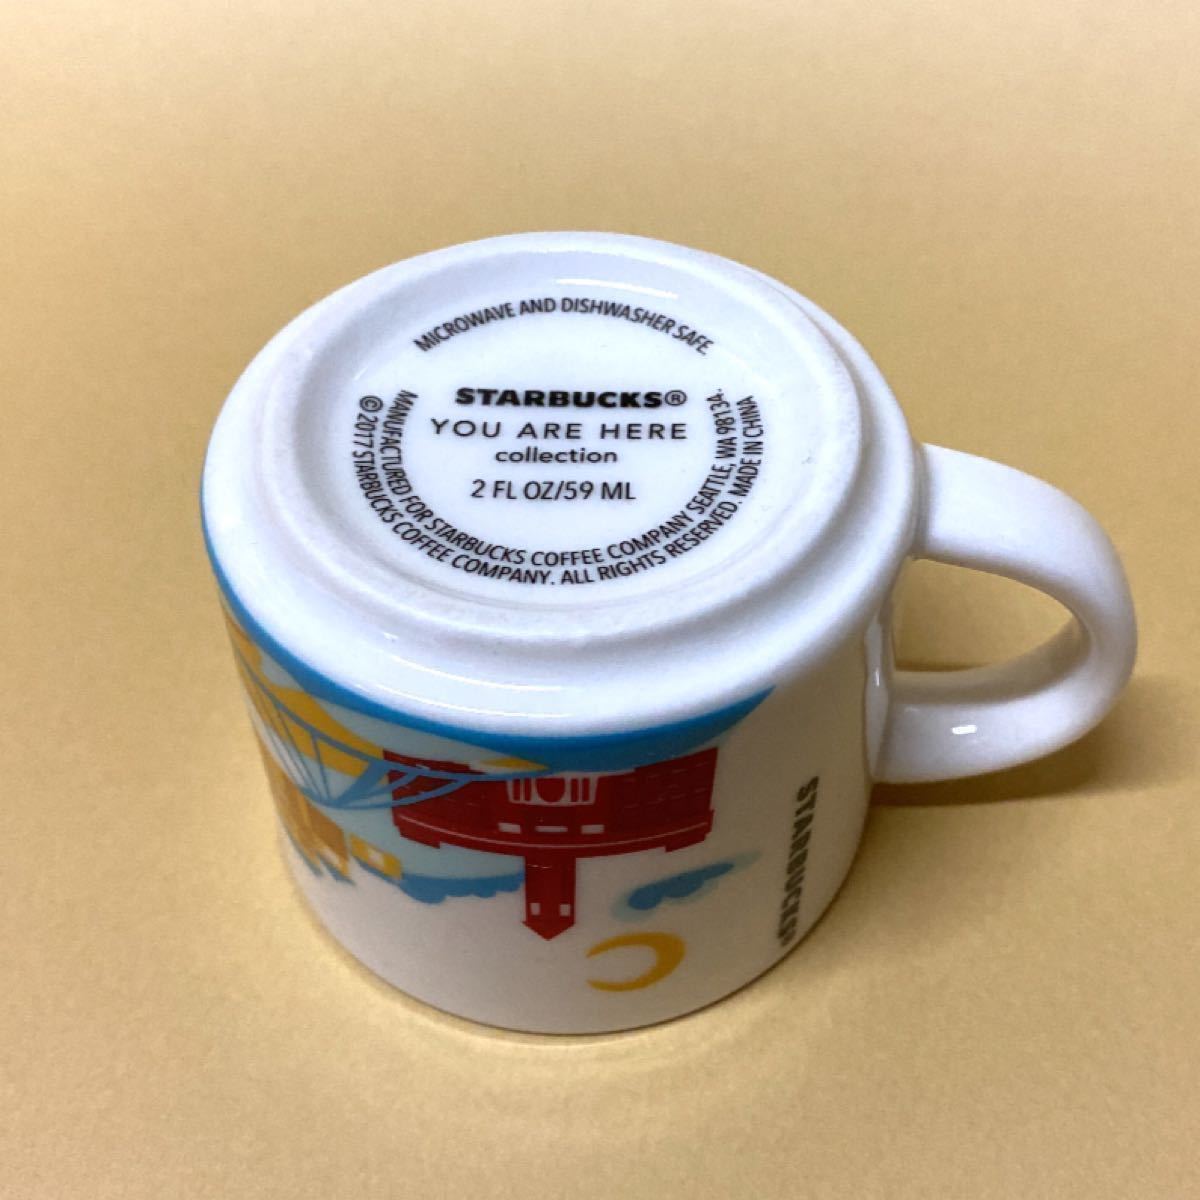 MICROWAVE AND DISHWASHER SAFE.
STARBUCKS®
YOU ARE HERE
collection
2 FL OZ/59 ML
MANUFACTURED FOR STARBUCKS COFFEE COMPANY SEATTLE, WA 98134.
©2017 STARBUCKS COFFEE COMPANY. ALL RIGHTS RESERVED. MADE IN CHINA
STARBUCKS®